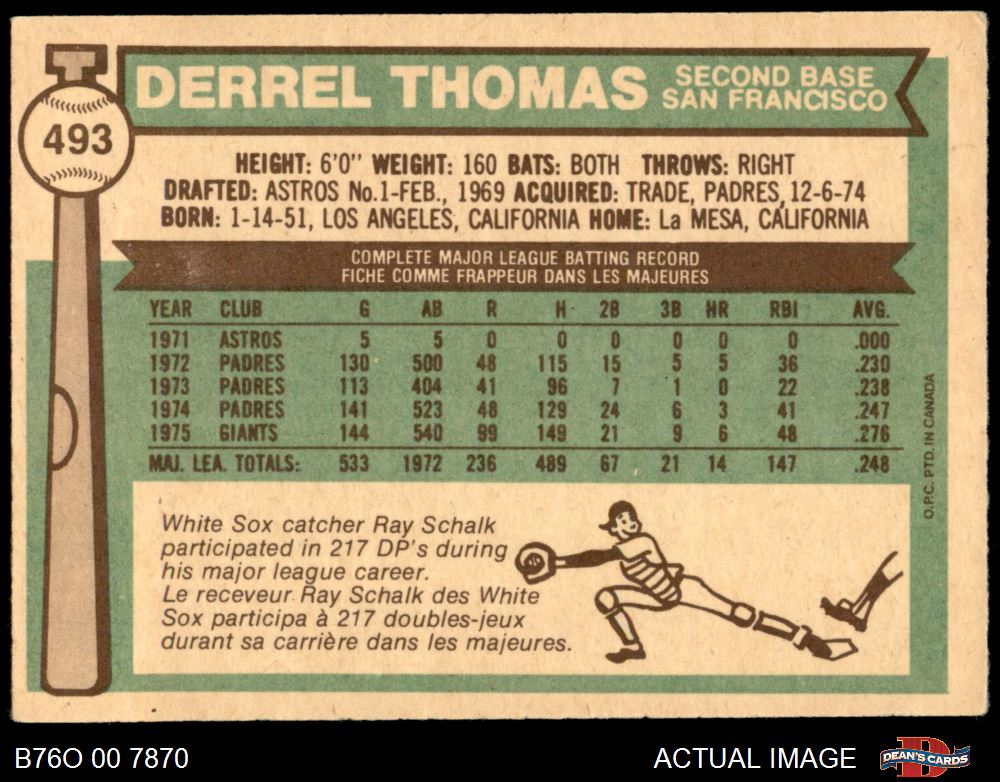 DERREL THOMAS
SECOND BASE
SAN FRANCISCO
493
HEIGHT: 6'0" WEIGHT: 160 BATS: BOTH THROWS: RIGHT
DRAFTED: ASTROS No.1-FEB., 1969 ACQUIRED: TRADE, PADRES, 12-6-74
BORN: 1-14-51, LOS ANGELES, CALIFORNIA HOME: La MESA, CALIFORNIA
COMPLETE MAJOR LEAGUE BATTING RECORD
FICHE COMME FRAPPEUR DANS LES MAJEURES
YEAR CLUB G AB R H 2B 3B HR RBI AVG.
1971 ASTROS 5 5 0 0 0 0 0 0 .000
1972 PADRES 130 500 48 115 15 5 5 36 .230
1973 PADRES 113 404 41 96 7 1 0 22 .238
1974 PADRES 141 523 48 129 24 6 3 41 .247
1975 GIANTS 144 540 99 149 21 9 6 48 .276
MAJ. LEA. TOTALS: 533 1972 236 489 67 21 14 147 .248
O.P.C. PTD. IN CANADA
White Sox catcher Ray Schalk
participated in 217 DP's during
his major league career.
Le receveur Ray Schalk des White
Sox participa à 217 doubles-jeux
durant sa carrière dans les majeures.
B76O 00 7870
ACTUAL IMAGE
DEAN'S CARDS